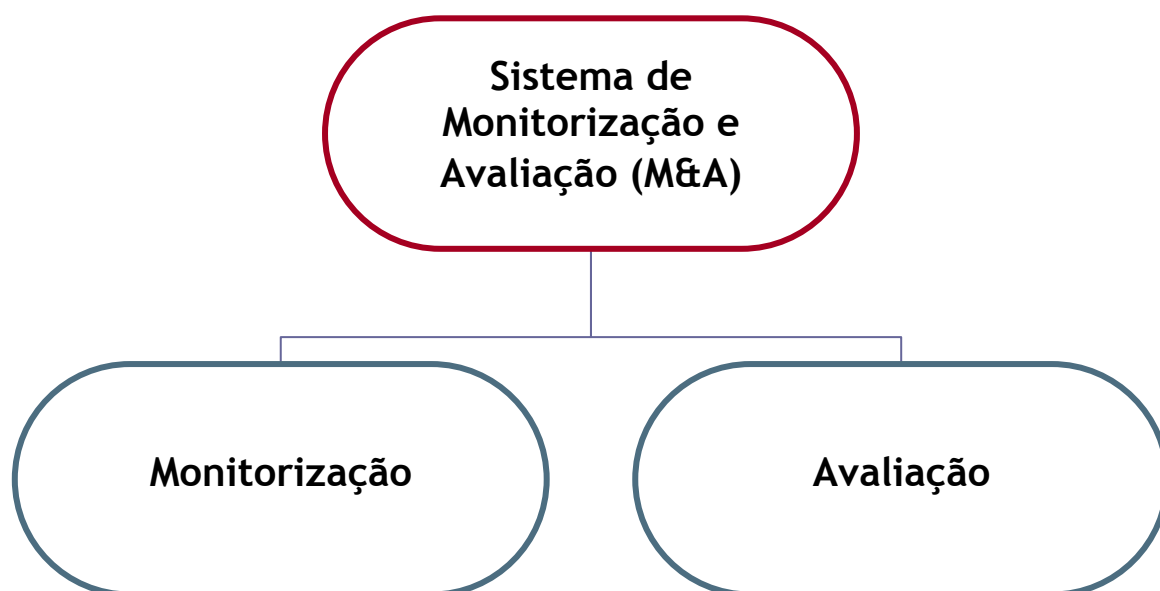 Sistema de
Monitorização e
Avaliação (M&A)
Monitorização
Avaliação